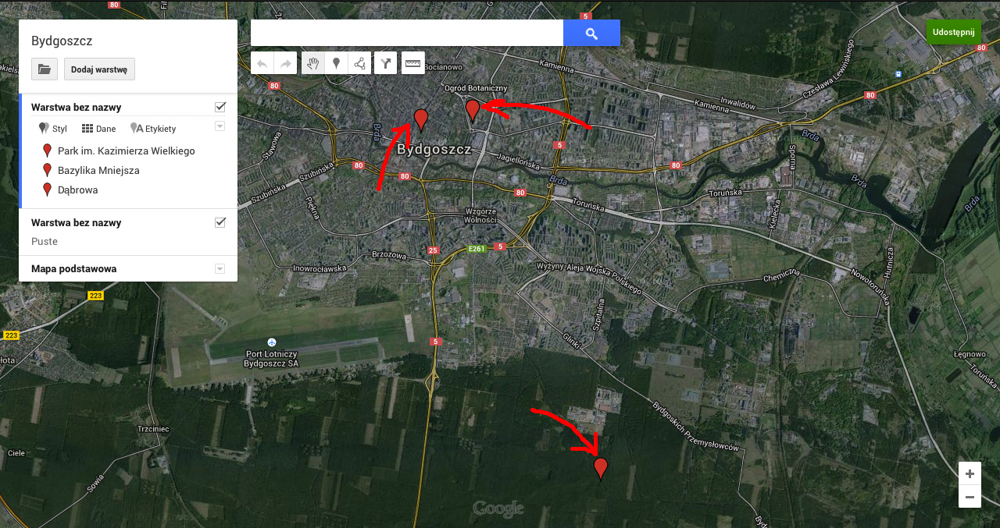 80
5
Bydgoszcz
Dodaj warstwę
Udostępnij
80
Warstwa bez nazwy
Styl
Dane
Etykiety
Park im. Kazimierza Wielkiego
Bazylika Mniejsza
Dąbrowa
Warstwa bez nazwy
Puste
Mapa podstawowa
Bocianowo
Kamienna
Czesława Lewińskiego
80
Ogród Botaniczny
80
Inwalidów
Kamienna
Brda
Brda
Stawowa
5
Bydgoszcz
Sporna
Jagiellońska
80
80
Szubińska
80
Brda
Brda
Szubińska
80
Toruńska
Brda
Piękna
Toruńska
Kielecka
Wzgórze
Wolności
25
E261
5
Brzozowa
Hutnicza
Inowrocławska
Wyżyny-Aleja Wojska Polskiego
Chemiczna
Nowotoruńska
223
Szpitalna
223
Glinki
5
Port Lotniczy
Bydgoszcz SA
Łęgnowo
Toruńska
Trzciniec
Bydgoskich Przemysłowców
Ciele
Sowia
Google